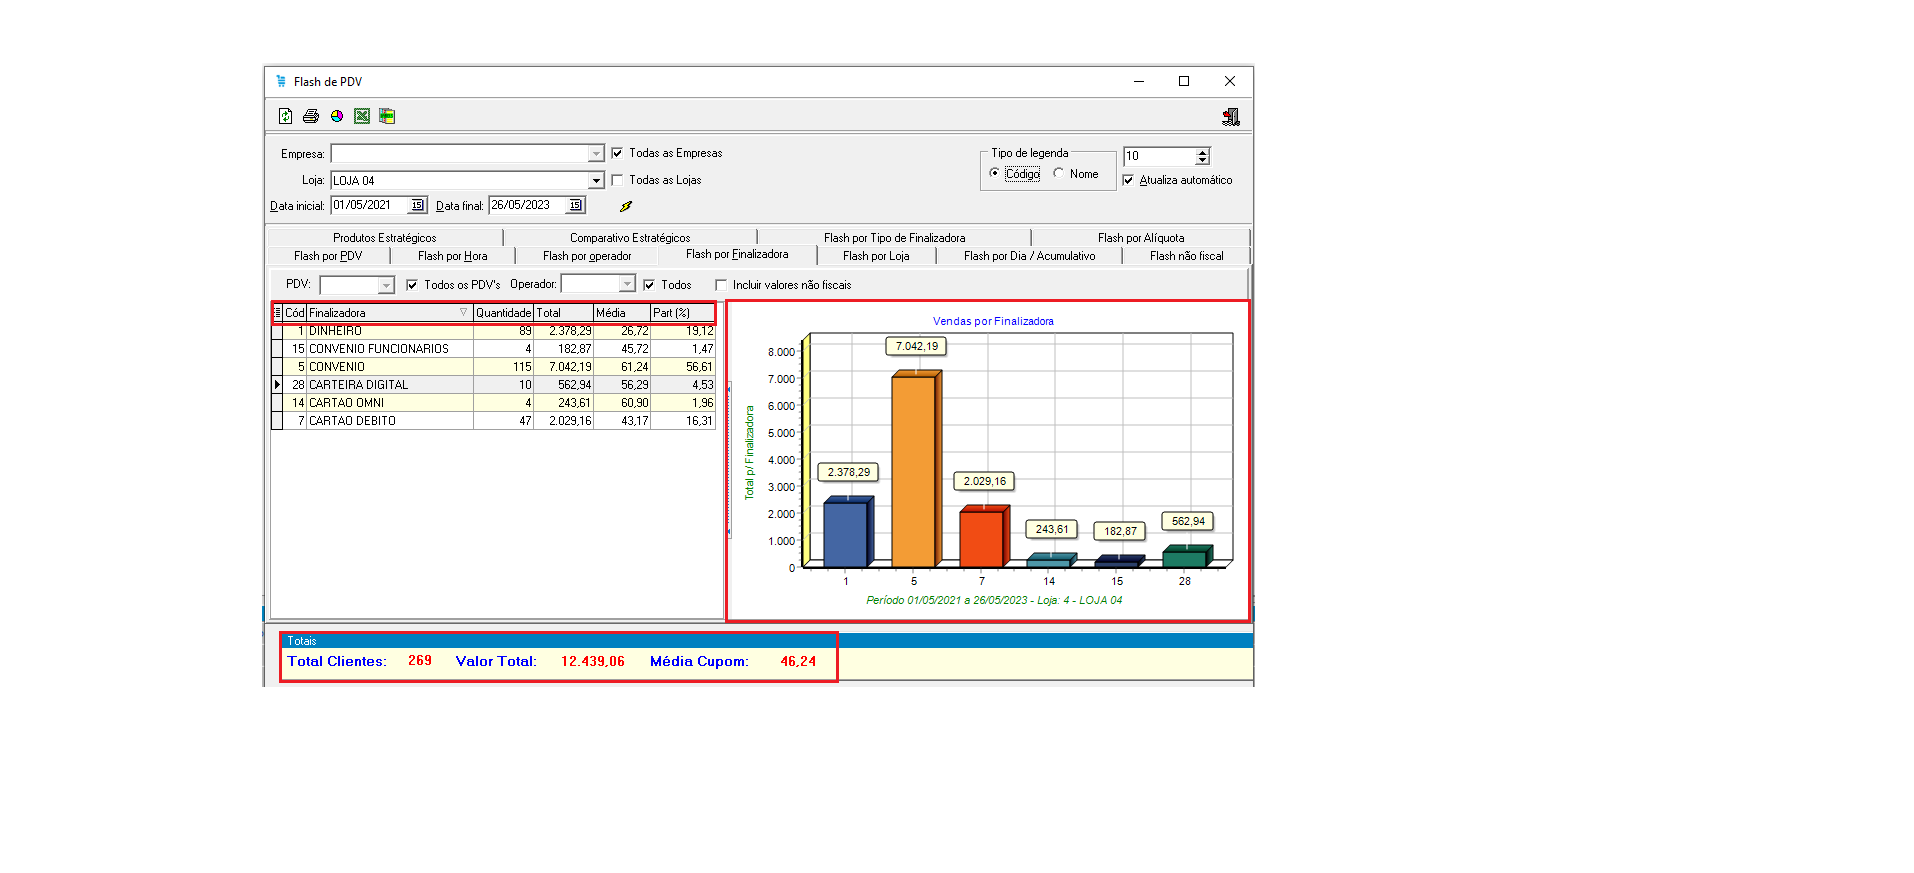 Flash de PDV
Empresa: Todas as Empresas
Tipo de legenda
Código Nome
10
Loja: LOJA 04 Todas as Lojas
Atualiza automático
Data inicial: 01/05/2021 15 Data final: 26/05/2023 15
Produtos Estratégicos Comparativo Estratégicos Flash por Tipo de Finalizadora Flash por Alíquota
Flash por PDV Flash por Hora Flash por operador Flash por Finalizadora Flash por Loja Flash por Dia / Acumulativo Flash não fiscal
PDV: Todos os PDV's Operador: Todos Incluir valores não fiscais
Cód Finalizadora Quantidade Total Média Part (%)
1 DINHEIRO 89 2.378,29 26,72 19,12
15 CONVENIO FUNCIONARIOS 4 182,87 45,72 1,47
5 CONVENIO 115 7.042,19 61,24 56,61
28 CARTEIRA DIGITAL 10 562,94 56,29 4,53
14 CARTAO OMNI 4 243,61 60,90 1,96
7 CARTAO DEBITO 47 2.029,16 43,17 16,31
Vendas por Finalizadora
Total p/ Finalizadora
8.000
7.000
6.000
5.000
4.000
3.000
2.000
1.000
0
2.378,29
7.042,19
2.029,16
243,61
182,87
562,94
1 5 7 14 15 28
Período 01/05/2021 a 26/05/2023 - Loja: 4 - LOJA 04
Totais
Total Clientes: 269 Valor Total: 12.439,06 Média Cupom: 46,24